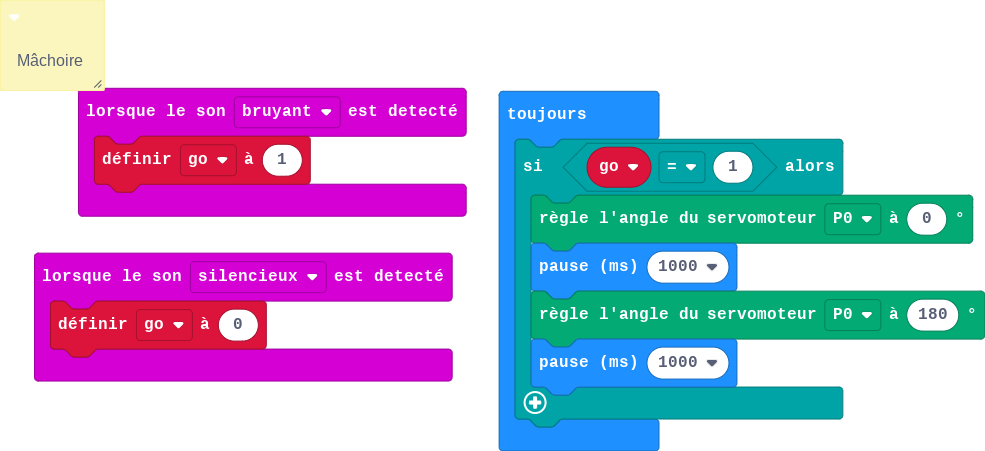 Mâchoire
lorsque le son bruyant est detecté
définir go à 1
lorsque le son silencieux est detecté
définir go à 0
toujours
si go = 1 alors
règle l'angle du servomoteur P0 à 0 °
pause (ms) 1000
règle l'angle du servomoteur P0 à 180 °
pause (ms) 1000